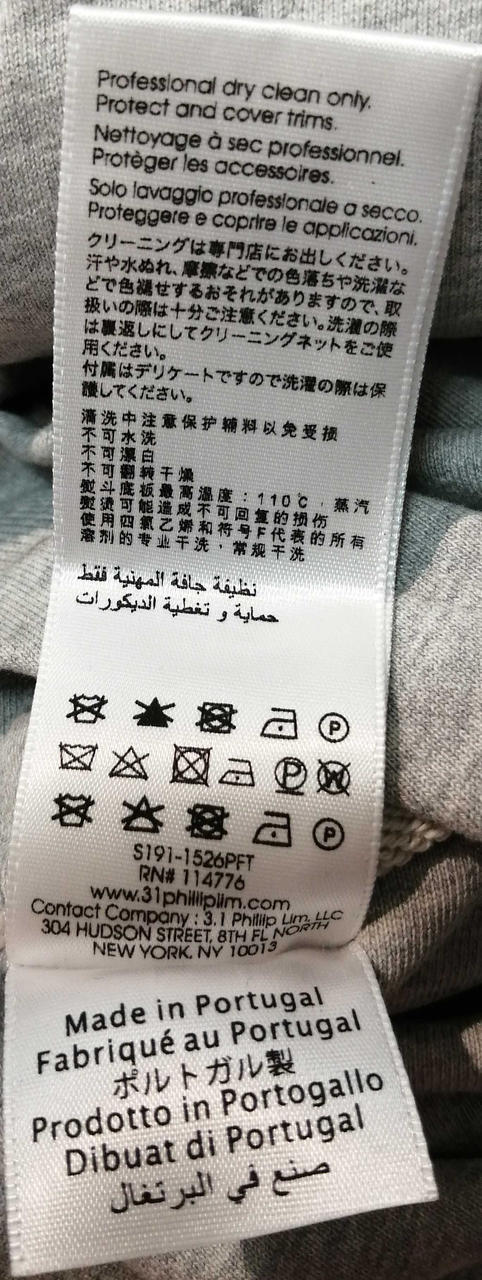 Professional dry clean only.
Protect and cover trims.
Nettoyage à sec professionnel.
Protèger les accessoires.
Solo lavaggio professionale a secco.
Proteggere e coprire le applicazioni.
クリーニングは専門店にお出しください。
汗や水ぬれ、摩擦などでの色落ちや洗濯な
どで色褪せするおそれがありますので、取
扱いの際は十分ご注意ください。洗濯の際
は裏返しにしてクリーニングネットをご使
用ください。
付属はデリケートですので洗濯の際は保
護してください。
清洗中注意保护辅料以免受损
不可水洗
不可漂白
不可翻转干燥
熨斗底板最高温度：110℃，蒸汽
熨烫可能造成不可回复的损伤
使用四氯乙烯和符号F代表的所有
溶剂的专业干洗，常规干洗
نظيفة جافة المهنية فقط
حماية و تغطية الديكورات
P
P W
P
S191-1526PFT
RN# 114776
www.31philliplim.com
Contact Company : 3.1 Phillip Lim, LLC
304 HUDSON STREET, 8TH FL NORTH
NEW YORK, NY 10013
Made in Portugal
Fabriqué au Portugal
ポルトガル製
Prodotto in Portogallo
Dibuat di Portugal
صنع في البرتغال